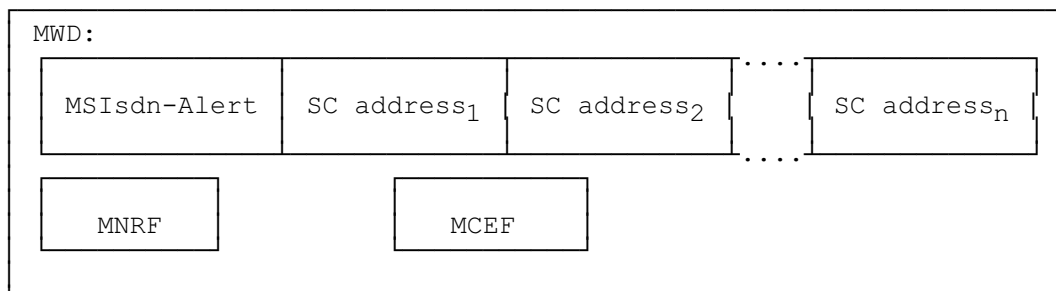 MWD:
MSIsdn-Alert SC address1 SC address2 .... SC addressn
....
MNRF MCEF